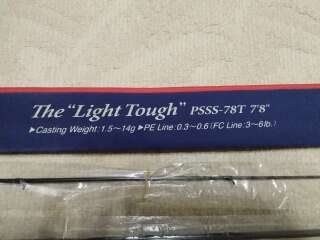 The "Light Tough" PSSS-78T 7'8"
▶Casting Weight:1.5～14g▶PE Line:0.3～0.6(FC Line:3～6lb.)